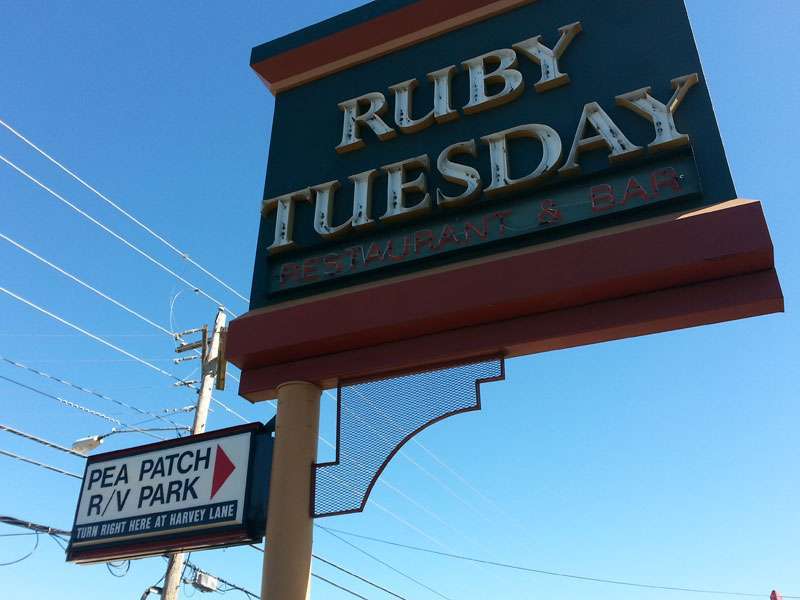 RUBY
TUESDAY
RESTAURANT & BAR
PEA PATCH
R/V PARK
TURN RIGHT HERE AT HARVEY LANE